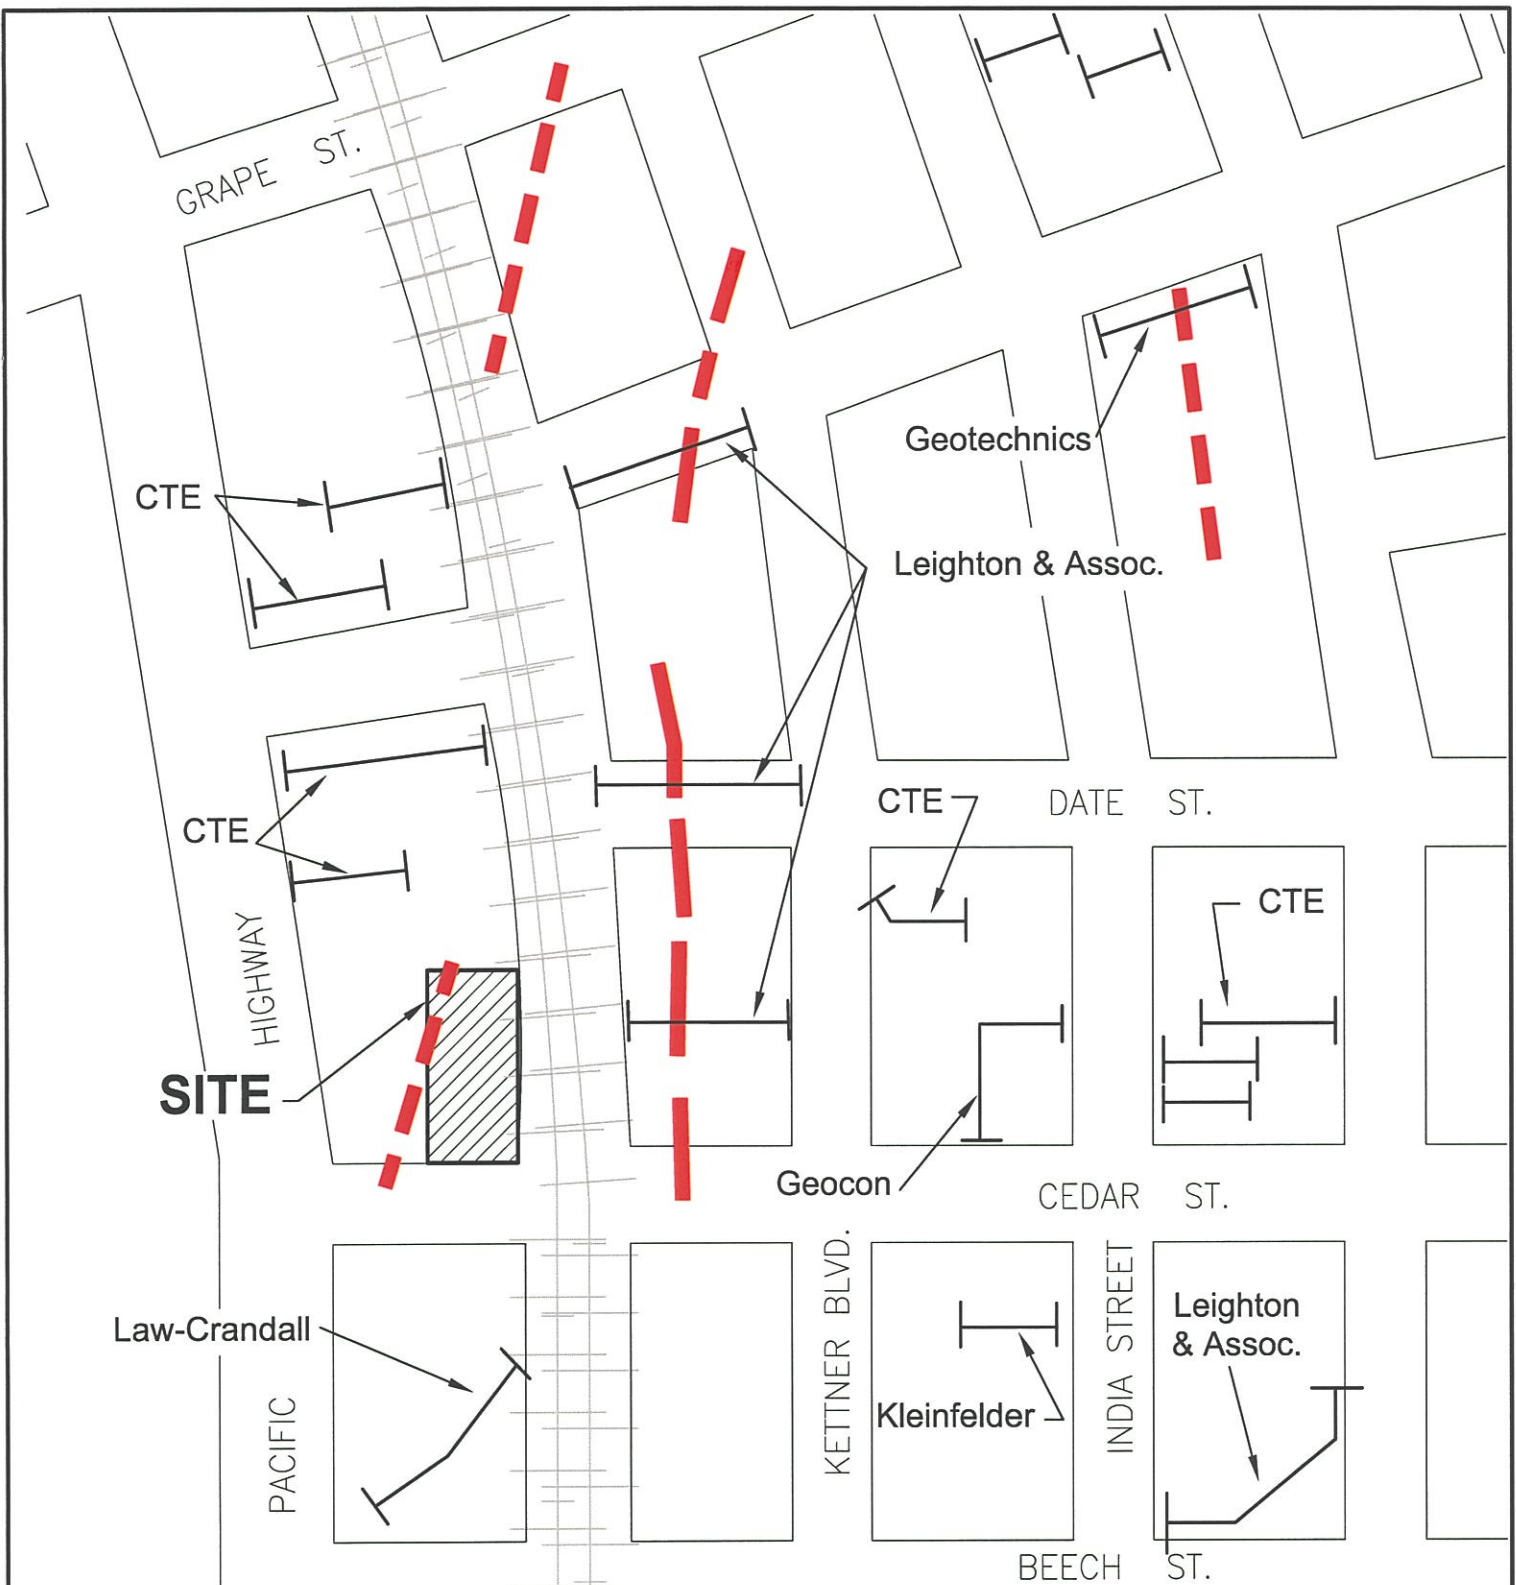 GRAPE ST.
Geotechnics
CTE
Leighton & Assoc.
CTE
DATE ST.
CTE
CTE
HIGHWAY
SITE
Geocon
CEDAR ST.
Law-Crandall
KETTNER BLVD.
INDIA STREET
Leighton
& Assoc.
Kleinfelder
PACIFIC
BEECH ST.